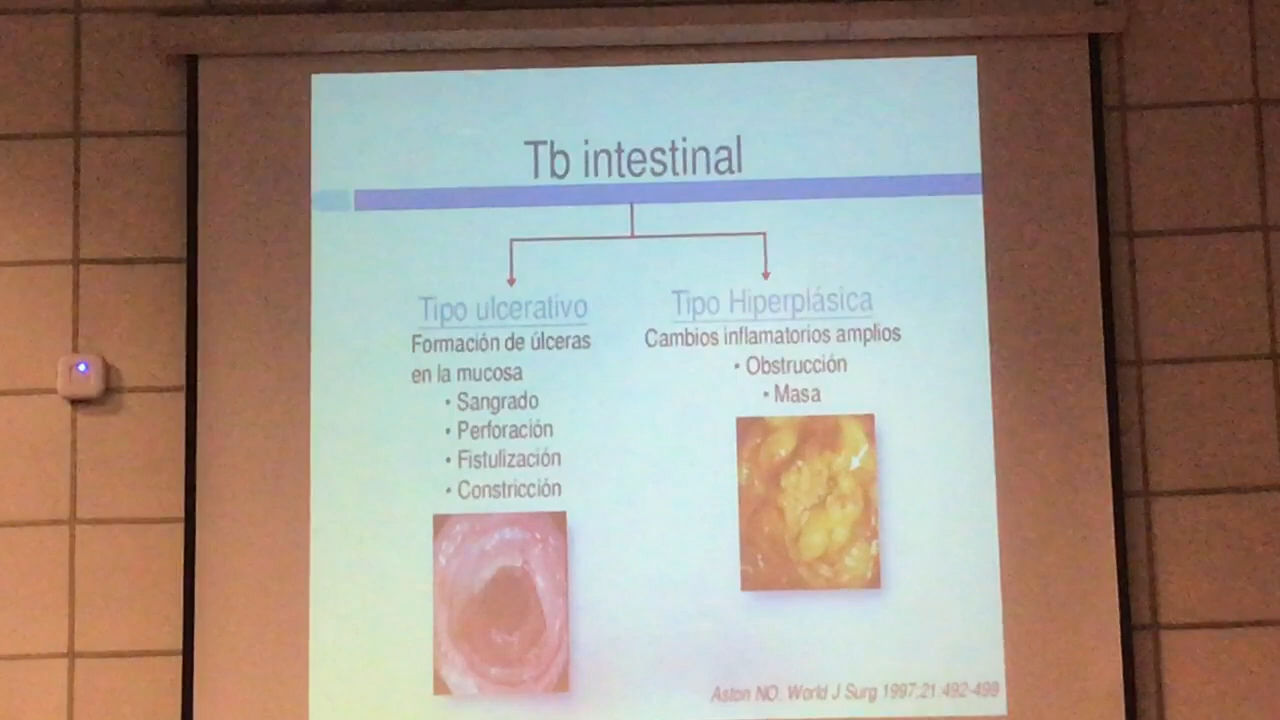 Tb intestinal
Tipo ulcerativo
Formación de úlceras
en la mucosa
• Sangrado
• Perforación
• Fistulización
• Constricción
Tipo Hiperplásica
Cambios inflamatorios amplios
• Obstrucción
• Masa
Aston NO. World J Surg 1997;21:492-499